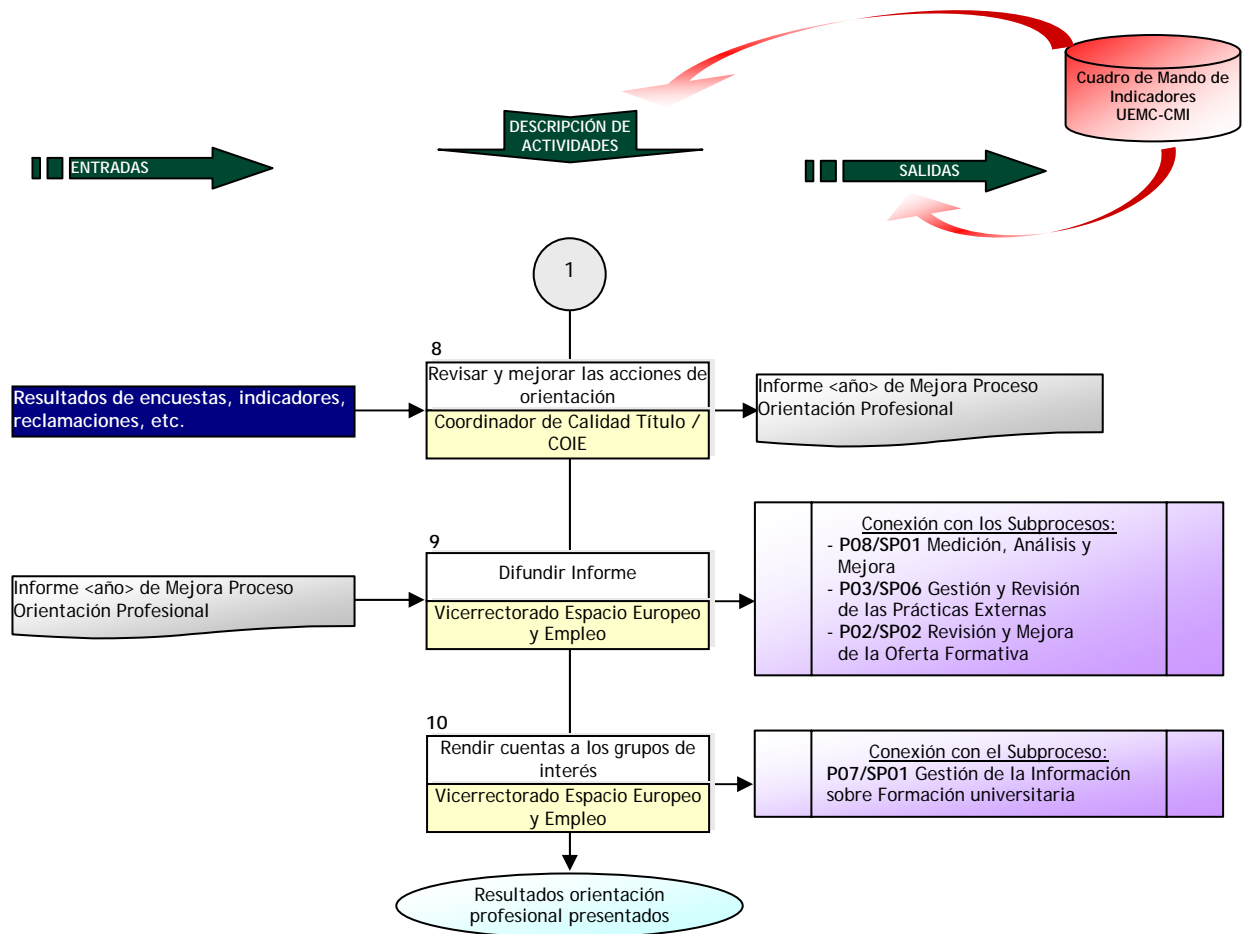 Cuadro de Mando de
Indicadores
UEMC-CMI
ENTRADAS
DESCRIPCIÓN DE
ACTIVIDADES
SALIDAS
1
8
Revisar y mejorar las acciones de
orientación
Coordinador de Calidad Título /
COIE
Resultados de encuestas, indicadores,
reclamaciones, etc.
Informe <año> de Mejora Proceso
Orientación Profesional
9
Difundir Informe
Vicerrectorado Espacio Europeo
y Empleo
Informe <año> de Mejora Proceso
Orientación Profesional
Conexión con los Subprocesos:
- P08/SP01 Medición, Análisis y
Mejora
- P03/SP06 Gestión y Revisión
de las Prácticas Externas
- P02/SP02 Revisión y Mejora
de la Oferta Formativa
10
Rendir cuentas a los grupos de
interés
Vicerrectorado Espacio Europeo
y Empleo
Conexión con el Subproceso:
P07/SP01 Gestión de la Información
sobre Formación universitaria
Resultados orientación
profesional presentados